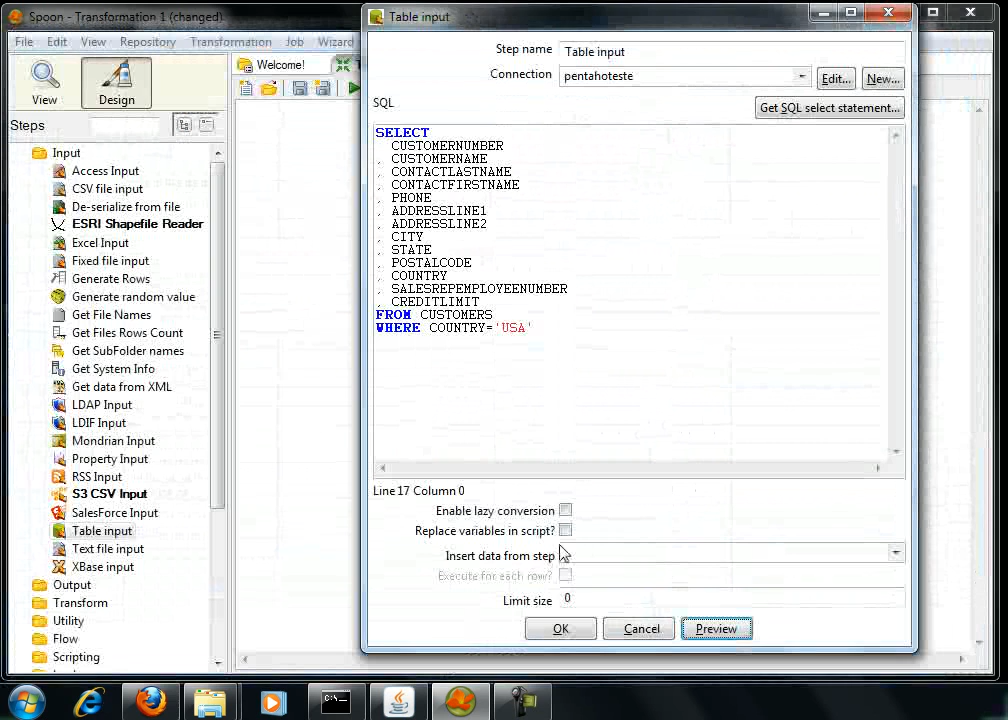 Spoon - Transformation 1 (changed)
File Edit View Repository Transformation Job Wizard
View
Design
Welcome!
Steps
Input
Access Input
CSV file input
De-serialize from file
ESRI Shapefile Reader
Excel Input
Fixed file input
Generate Rows
Generate random value
Get File Names
Get Files Rows Count
Get SubFolder names
Get System Info
Get data from XML
LDAP Input
LDIF Input
Mondrian Input
Property Input
RSS Input
S3 CSV Input
SalesForce Input
Table input
Text file input
XBase input
Output
Transform
Utility
Flow
Scripting
Table input
Step name Table input
Connection pentahoteste Edit... New...
SQL Get SQL select statement...
SELECT
CUSTOMERNUMBER
, CUSTOMERNAME
, CONTACTLASTNAME
, CONTACTFIRSTNAME
, PHONE
, ADDRESSLINE1
, ADDRESSLINE2
, CITY
, STATE
, POSTALCODE
, COUNTRY
, SALESREPEMPLOYEENUMBER
, CREDITLIMIT
FROM CUSTOMERS
WHERE COUNTRY='USA'
Line 17 Column 0
Enable lazy conversion
Replace variables in script?
Insert data from step
Execute for each row?
Limit size 0
OK Cancel Preview
C:\